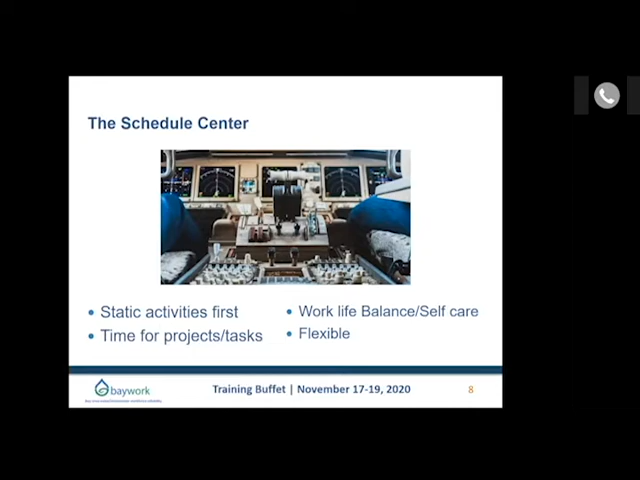 The Schedule Center
• Static activities first
• Time for projects/tasks
• Work life Balance/Self care
• Flexible
baywork
Training Buffet | November 17-19, 2020
8